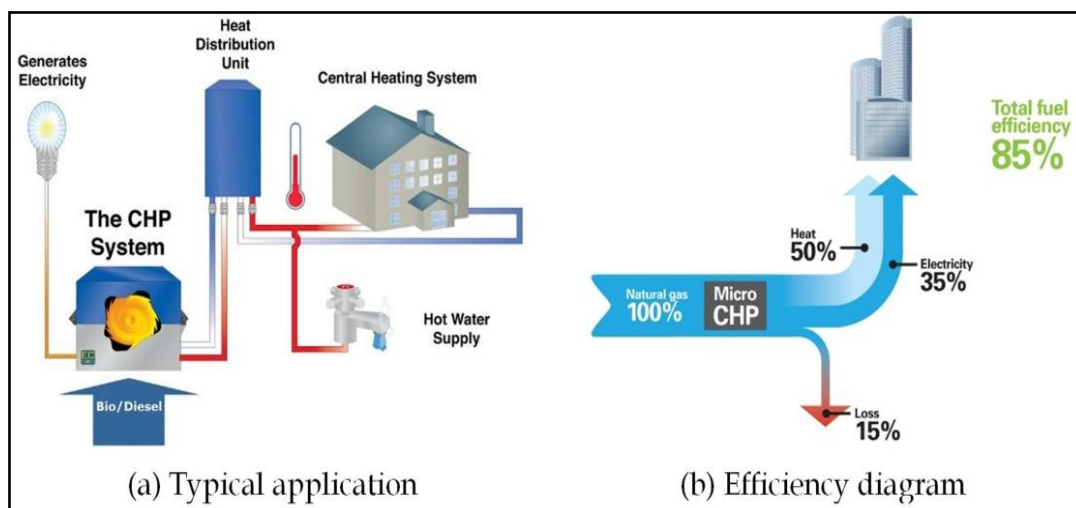 Generates
Electricity
Heat
Distribution
Unit
Central Heating System
The CHP
System
Hot Water
Supply
Bio/Diesel
(a) Typical application
Total fuel
efficiency
85%
Heat
50%
Electricity
35%
Natural gas
100%
Micro
CHP
Loss
15%
(b) Efficiency diagram